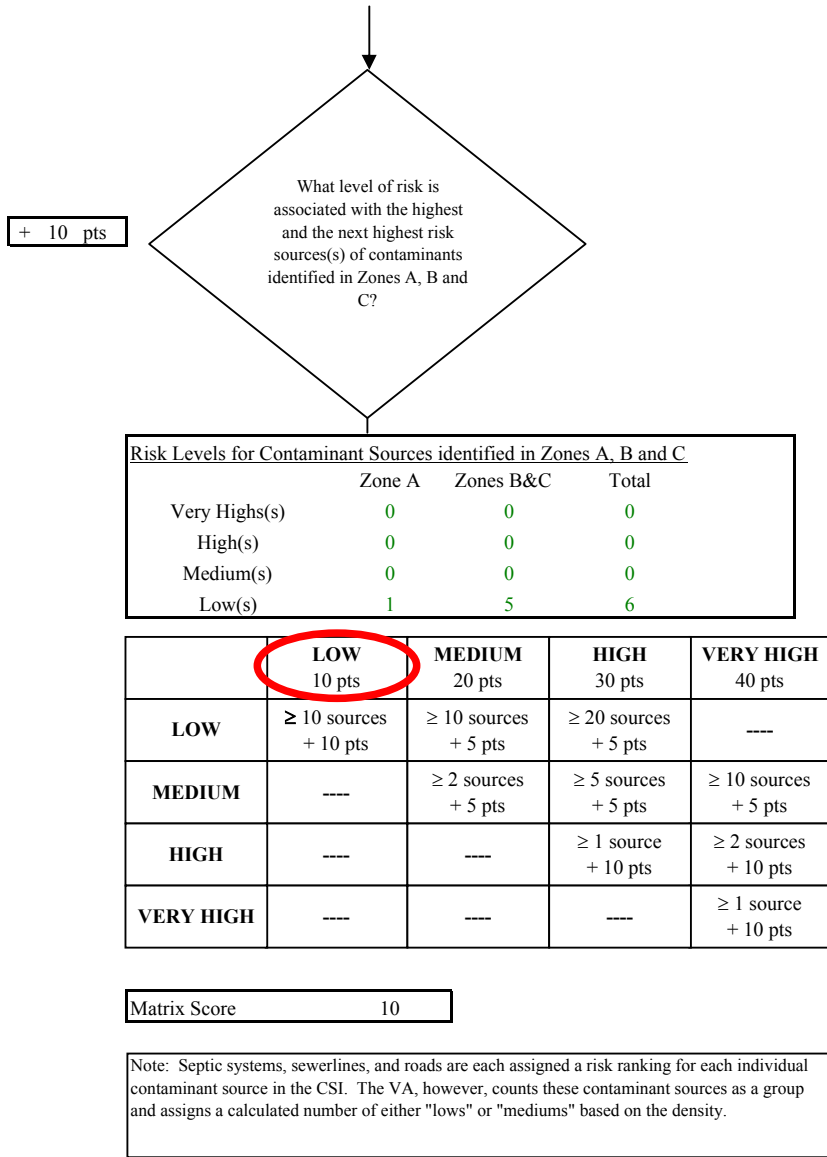 What level of risk is
associated with the highest
and the next highest risk
sources(s) of contaminants
identified in Zones A, B and
C?
+ 10 pts
Risk Levels for Contaminant Sources identified in Zones A, B and C
Zone A Zones B&C Total
Very Highs(s) 0 0 0
High(s) 0 0 0
Medium(s) 0 0 0
Low(s) 1 5 6
LOW MEDIUM HIGH VERY HIGH
10 pts 20 pts 30 pts 40 pts
LOW ≥ 10 sources ≥ 10 sources ≥ 20 sources ----
+ 10 pts + 5 pts + 5 pts
MEDIUM ---- ≥ 2 sources ≥ 5 sources ≥ 10 sources
+ 5 pts + 5 pts + 5 pts
HIGH ---- ---- ≥ 1 source ≥ 2 sources
+ 10 pts + 10 pts
VERY HIGH ---- ---- ---- ≥ 1 source
+ 10 pts
Matrix Score 10
Note: Septic systems, sewerlines, and roads are each assigned a risk ranking for each individual
contaminant source in the CSI. The VA, however, counts these contaminant sources as a group
and assigns a calculated number of either "lows" or "mediums" based on the density.